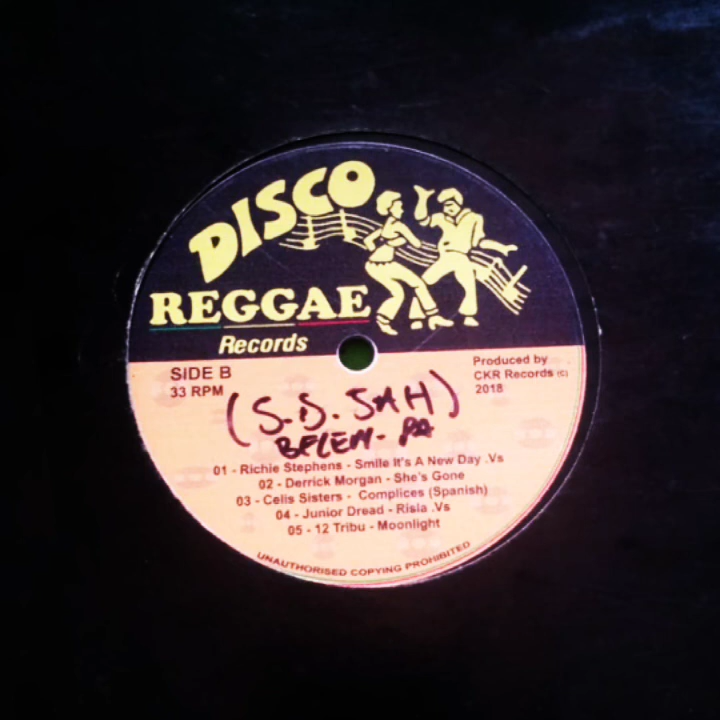 DISCO
REGGAE
Records
SIDE B
33 RPM
Produced by
CKR Records (C)
2018
(S.D. JAH)
BELEM - PA
01 - Richie Stephens - Smile It's A New Day .Vs
02 - Derrick Morgan - She's Gone
03 - Celis Sisters - Complices (Spanish)
04 - Junior Dread - Risla .Vs
05 - 12 Tribu - Moonlight
UNAUTHORISED COPYING PROHIBITED